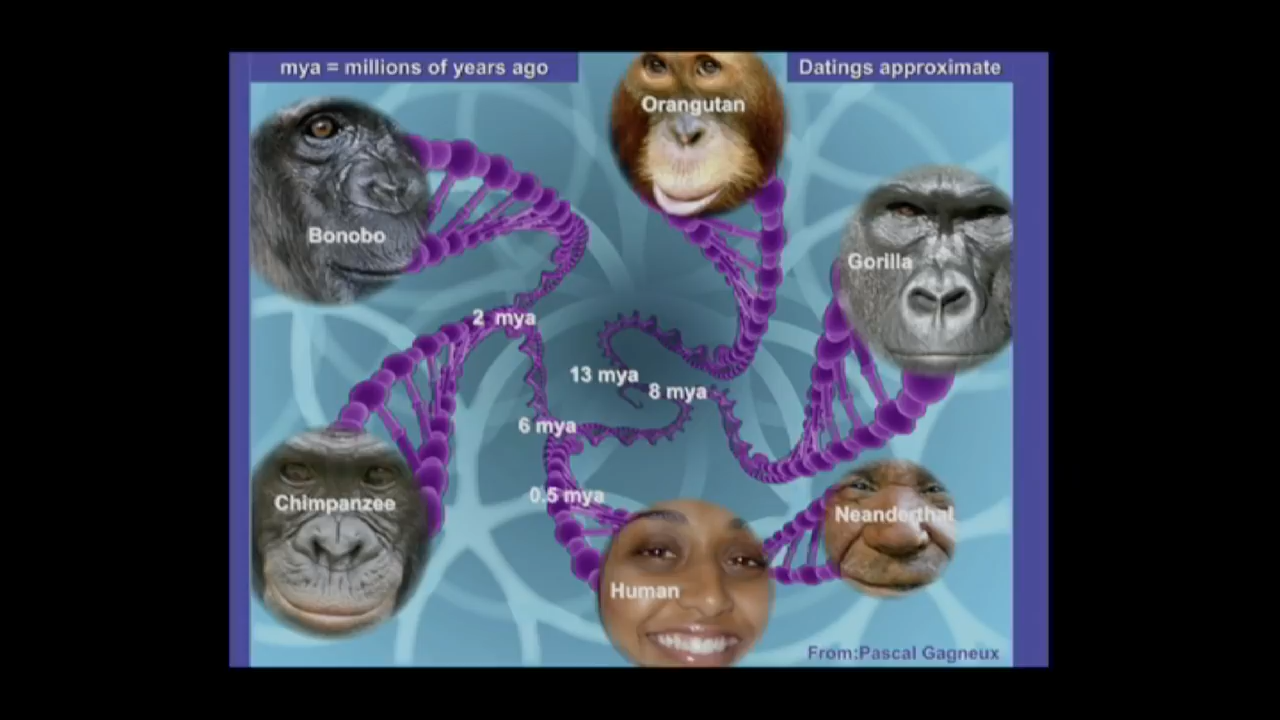 mya = millions of years ago
Datings approximate
Orangutan
Bonobo
Gorilla
2 mya
13 mya
8 mya
6 mya
0.5 mya
Chimpanzee
Neanderthal
Human
From:Pascal Gagneux